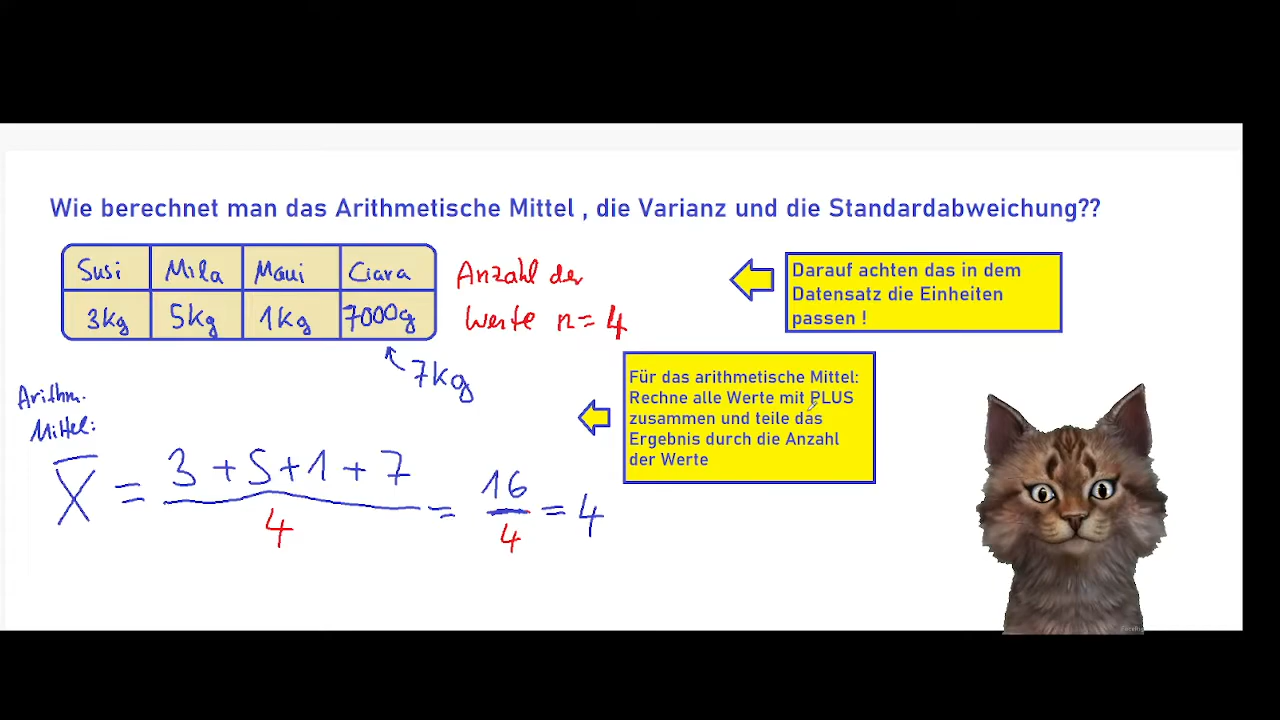 Wie berechnet man das Arithmetische Mittel , die Varianz und die Standardabweichung??
Susi Mila Maui Ciara
3kg 5kg 1kg 7000g
7kg
Anzahl der
Werte n = 4
Darauf achten das in dem
Datensatz die Einheiten
passen !
Für das arithmetische Mittel:
Rechne alle Werte mit PLUS
zusammen und teile das
Ergebnis durch die Anzahl
der Werte
Arithm.
Mittel:
X̅ = 3 + 5 + 1 + 7 / 4 = 16 / 4 = 4
FaceRig